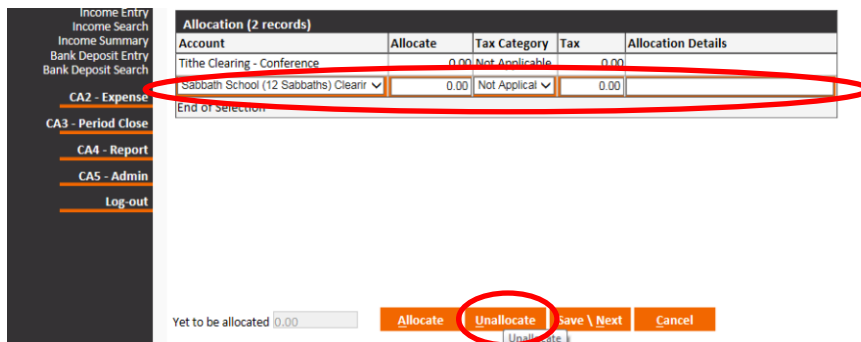 Income Entry
Income Search
Income Summary
Bank Deposit Entry
Bank Deposit Search
CA2 - Expense
CA3 - Period Close
CA4 - Report
CA5 - Admin
Log-out
Allocation (2 records)
Account Allocate Tax Category Tax Allocation Details
Tithe Clearing - Conference 0.00 Not Applicable 0.00
Sabbath School (12 Sabbaths) Clearir 0.00 Not Applical 0.00
End of Selection
Yet to be allocated 0.00 Allocate Unallocate Save \ Next Cancel
Unallocate